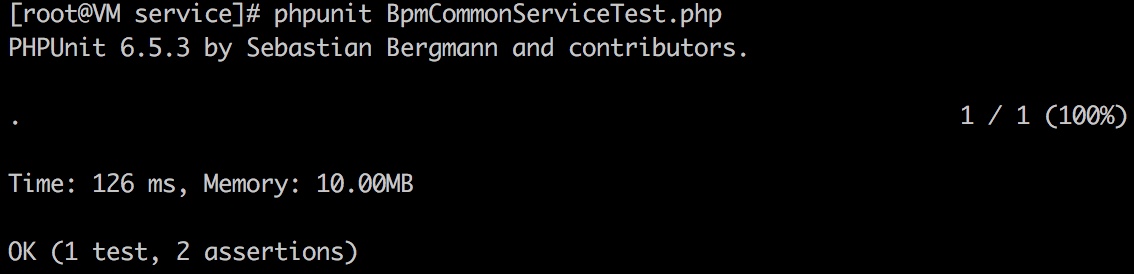 [root@VM service]# phpunit BpmCommonServiceTest.php
PHPUnit 6.5.3 by Sebastian Bergmann and contributors.
. 1 / 1 (100%)
Time: 126 ms, Memory: 10.00MB
OK (1 test, 2 assertions)